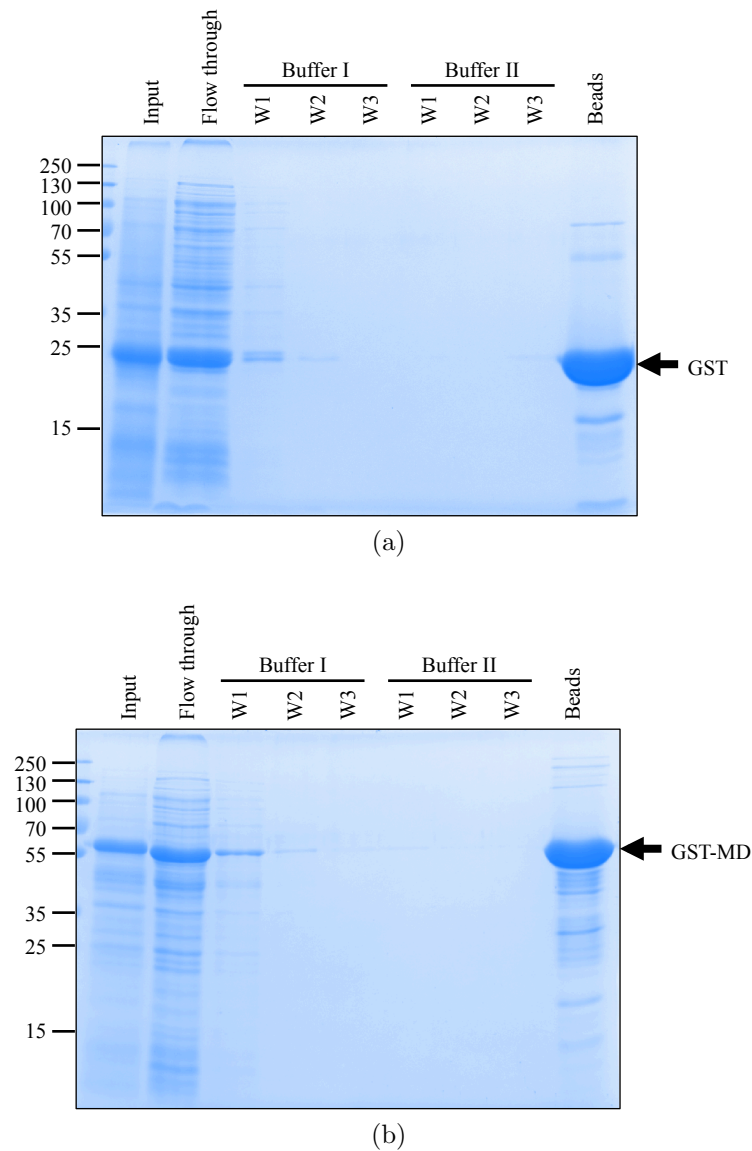 Buffer I
Buffer II
Input
Flow through
W1
W2
W3
W1
W2
W3
Beads
250
130
100
70
55
35
25
15
GST
(a)
Buffer I
Buffer II
Input
Flow through
W1
W2
W3
W1
W2
W3
Beads
250
130
100
70
55
35
25
15
GST-MD
(b)